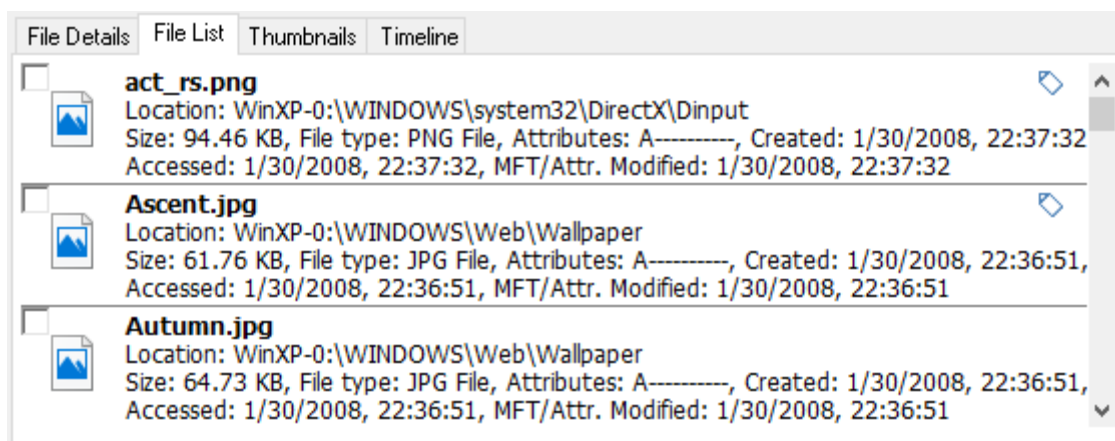 File Details File List Thumbnails Timeline
act_rs.png
Location: WinXP-0:\WINDOWS\system32\DirectX\Dinput
Size: 94.46 KB, File type: PNG File, Attributes: A----------, Created: 1/30/2008, 22:37:32
Accessed: 1/30/2008, 22:37:32, MFT/Attr. Modified: 1/30/2008, 22:37:32
Ascent.jpg
Location: WinXP-0:\WINDOWS\Web\Wallpaper
Size: 61.76 KB, File type: JPG File, Attributes: A----------, Created: 1/30/2008, 22:36:51,
Accessed: 1/30/2008, 22:36:51, MFT/Attr. Modified: 1/30/2008, 22:36:51
Autumn.jpg
Location: WinXP-0:\WINDOWS\Web\Wallpaper
Size: 64.73 KB, File type: JPG File, Attributes: A----------, Created: 1/30/2008, 22:36:51,
Accessed: 1/30/2008, 22:36:51, MFT/Attr. Modified: 1/30/2008, 22:36:51